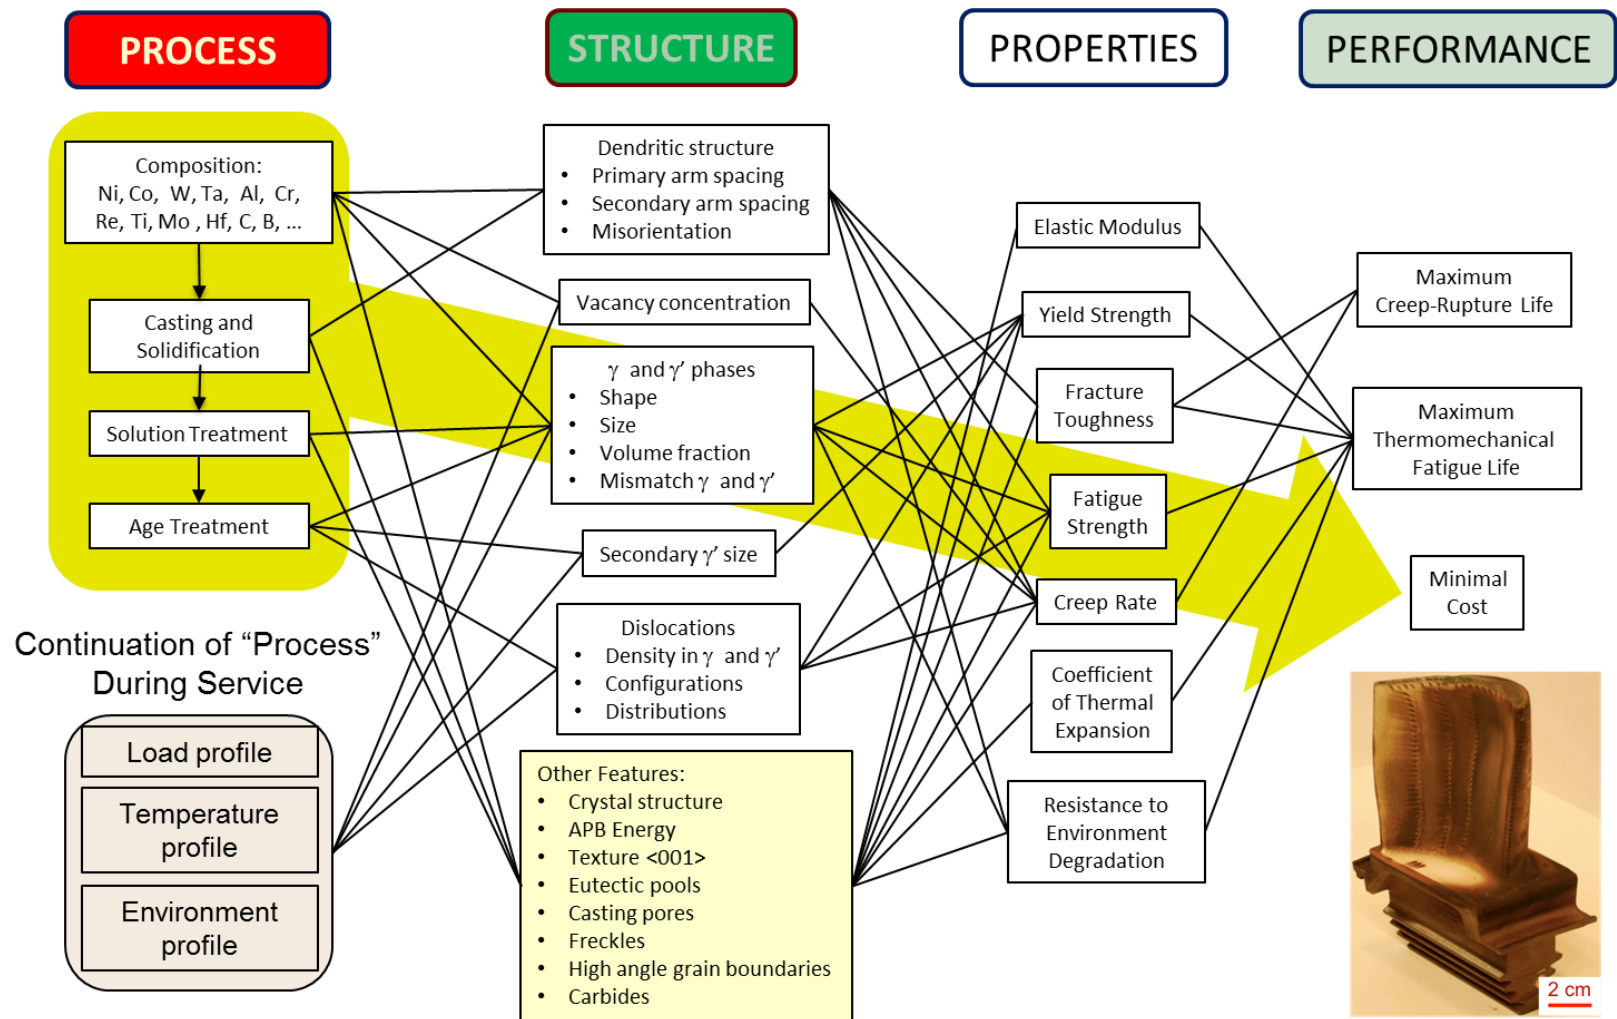 PROCESS
STRUCTURE
PROPERTIES
PERFORMANCE
Composition:
Ni, Co, W, Ta, Al, Cr,
Re, Ti, Mo , Hf, C, B, ...
Casting and
Solidification
Solution Treatment
Age Treatment
Continuation of “Process”
During Service
Load profile
Temperature
profile
Environment
profile
Dendritic structure
• Primary arm spacing
• Secondary arm spacing
• Misorientation
Vacancy concentration
γ and γ’ phases
• Shape
• Size
• Volume fraction
• Mismatch γ and γ’
Secondary γ’ size
Dislocations
• Density in γ and γ’
• Configurations
• Distributions
Other Features:
• Crystal structure
• APB Energy
• Texture <001>
• Eutectic pools
• Casting pores
• Freckles
• High angle grain boundaries
• Carbides
Elastic Modulus
Yield Strength
Fracture
Toughness
Fatigue
Strength
Creep Rate
Coefficient
of Thermal
Expansion
Resistance to
Environment
Degradation
Maximum
Creep-Rupture Life
Maximum
Thermomechanical
Fatigue Life
Minimal
Cost
2 cm